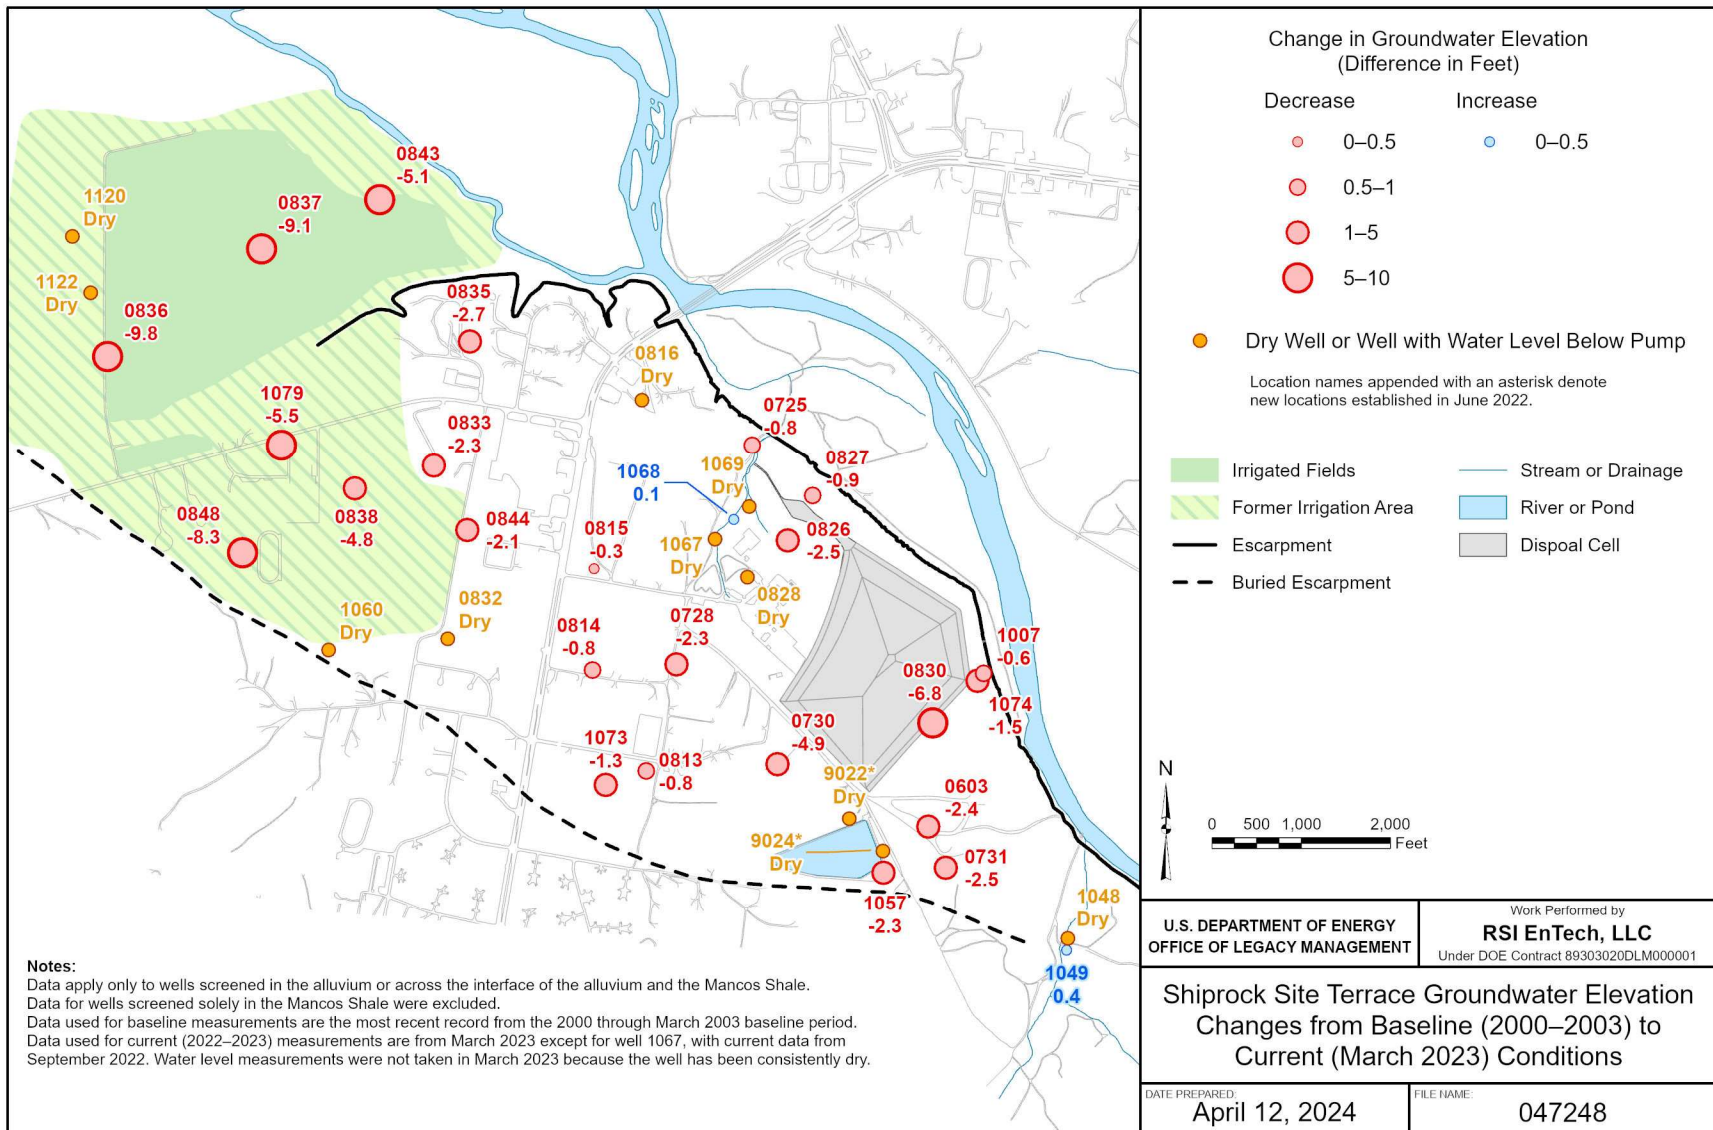 0843
-5.1
1120
Dry
0837
-9.1
1122
Dry
0836
-9.8
0835
-2.7
0816
Dry
1079
-5.5
0833
-2.3
0725
-0.8
0827
-0.9
1068
0.1
1069
Dry
0848
-8.3
0838
-4.8
0844
-2.1
0815
-0.3
1067
Dry
0826
-2.5
0828
Dry
1060
Dry
0832
Dry
0814
-0.8
0728
-2.3
1007
-0.6
0830
-6.8
1074
-1.5
0730
-4.9
1073
-1.3
0813
-0.8
9022*
Dry
0603
-2.4
9024*
Dry
0731
-2.5
1057
-2.3
1048
Dry
1049
0.4
Notes:
Data apply only to wells screened in the alluvium or across the interface of the alluvium and the Mancos Shale.
Data for wells screened solely in the Mancos Shale were excluded.
Data used for baseline measurements are the most recent record from the 2000 through March 2003 baseline period.
Data used for current (2022–2023) measurements are from March 2023 except for well 1067, with current data from
September 2022. Water level measurements were not taken in March 2023 because the well has been consistently dry.
Change in Groundwater Elevation
(Difference in Feet)
Decrease
Increase
0–0.5
0–0.5
0.5–1
1–5
5–10
Dry Well or Well with Water Level Below Pump
Location names appended with an asterisk denote
new locations established in June 2022.
Irrigated Fields
Stream or Drainage
Former Irrigation Area
River or Pond
Escarpment
Dispoal Cell
Buried Escarpment
N
0 500 1,000 2,000
Feet
U.S. DEPARTMENT OF ENERGY
OFFICE OF LEGACY MANAGEMENT
Work Performed by
RSI EnTech, LLC
Under DOE Contract 89303020DLM000001
Shiprock Site Terrace Groundwater Elevation
Changes from Baseline (2000–2003) to
Current (March 2023) Conditions
DATE PREPARED:
April 12, 2024
FILE NAME:
047248